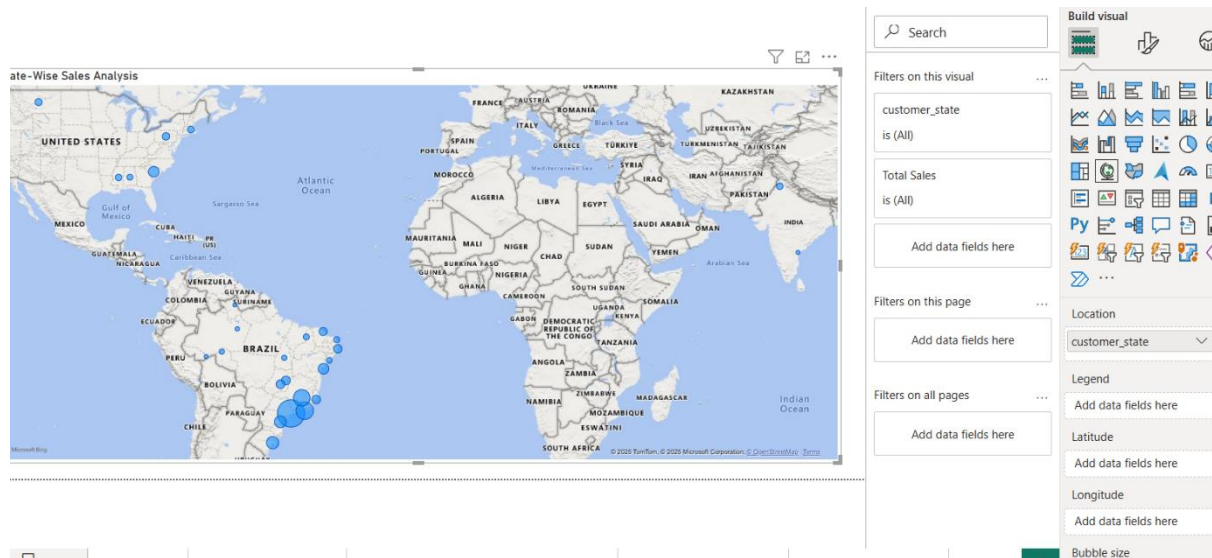 ate-Wise Sales Analysis
UKRAINE
KAZAKHSTAN
FRANCE
AUSTRIA
ROMANIA
ITALY
Black Sea
UZBEKISTAN
UNITED STATES
SPAIN
GREECE
TÜRKIYE
TURKMENISTAN
TAJIKISTAN
PORTUGAL
Atlantic
Ocean
Mediterranean Sea
SYRIA
MOROCCO
IRAQ
IRAN
AFGHANISTAN
ALGERIA
LIBYA
EGYPT
PAKISTAN
Gulf of
Mexico
Sargasso Sea
MEXICO
CUBA
SAUDI ARABIA
OMAN
INDIA
HAITI
PR
(US)
MAURITANIA
MALI
NIGER
SUDAN
YEMEN
GUATEMALA
NICARAGUA
Caribbean Sea
CHAD
Arabian Sea
BURKINA FASO
GUINEA
NIGERIA
VENEZUELA
GUYANA
GHANA
SOUTH SUDAN
COLOMBIA
SURINAME
CAMEROON
SOMALIA
UGANDA
ECUADOR
GABON
DEMOCRATIC
REPUBLIC OF
THE CONGO
KENYA
BRAZIL
TANZANIA
PERU
ANGOLA
ZAMBIA
BOLIVIA
ZIMBABWE
MADAGASCAR
NAMIBIA
Indian
Ocean
PARAGUAY
MOZAMBIQUE
CHILE
ESWATINI
SOUTH AFRICA
Microsoft Bing
© 2025 TomTom, © 2025 Microsoft Corporation, © OpenStreetMap Terms
Search
Filters on this visual ...
customer_state
is (All)
Total Sales
is (All)
Add data fields here
Filters on this page ...
Add data fields here
Filters on all pages ...
Add data fields here
Build visual
Py
...
Location
customer_state
Legend
Add data fields here
Latitude
Add data fields here
Longitude
Add data fields here
Bubble size